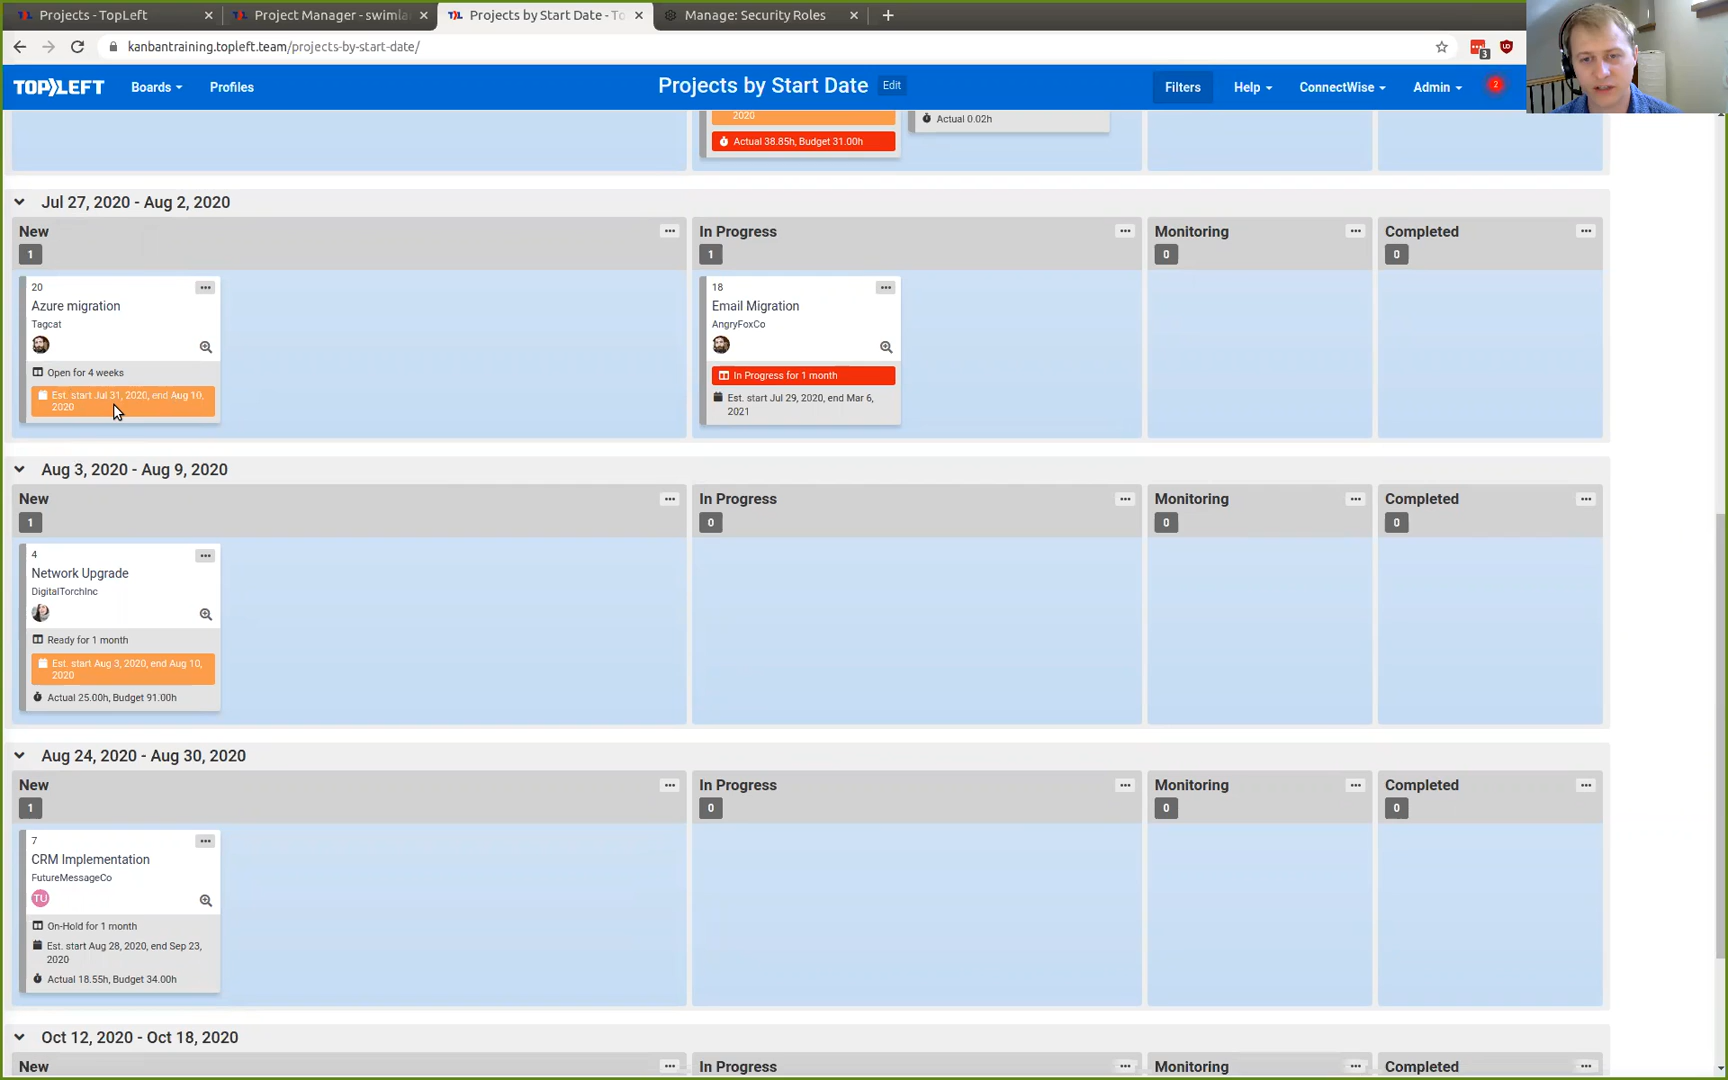 Projects - TopLeft
Project Manager - swimla
Projects by Start Date - To
Manage: Security Roles
kanbantraining.topleft.team/projects-by-start-date/
3
TOP LEFT
Boards
Profiles
Projects by Start Date
Edit
Filters
Help
ConnectWise
Admin
2
2020
Actual 38.85h, Budget 31.00h
Actual 0.02h
Jul 27, 2020 - Aug 2, 2020
New
1
In Progress
1
Monitoring
0
Completed
0
20
Azure migration
Tagcat
Open for 4 weeks
Est. start Jul 31, 2020, end Aug 10,
2020
18
Email Migration
AngryFoxCo
In Progress for 1 month
Est. start Jul 29, 2020, end Mar 6,
2021
Aug 3, 2020 - Aug 9, 2020
New
1
In Progress
0
Monitoring
0
Completed
0
4
Network Upgrade
DigitalTorchInc
Ready for 1 month
Est. start Aug 3, 2020, end Aug 10,
2020
Actual 25.00h, Budget 91.00h
Aug 24, 2020 - Aug 30, 2020
New
1
In Progress
0
Monitoring
0
Completed
0
7
CRM Implementation
FutureMessageCo
TU
On-Hold for 1 month
Est. start Aug 28, 2020, end Sep 23,
2020
Actual 18.55h, Budget 34.00h
Oct 12, 2020 - Oct 18, 2020
New
In Progress
Monitoring
Completed